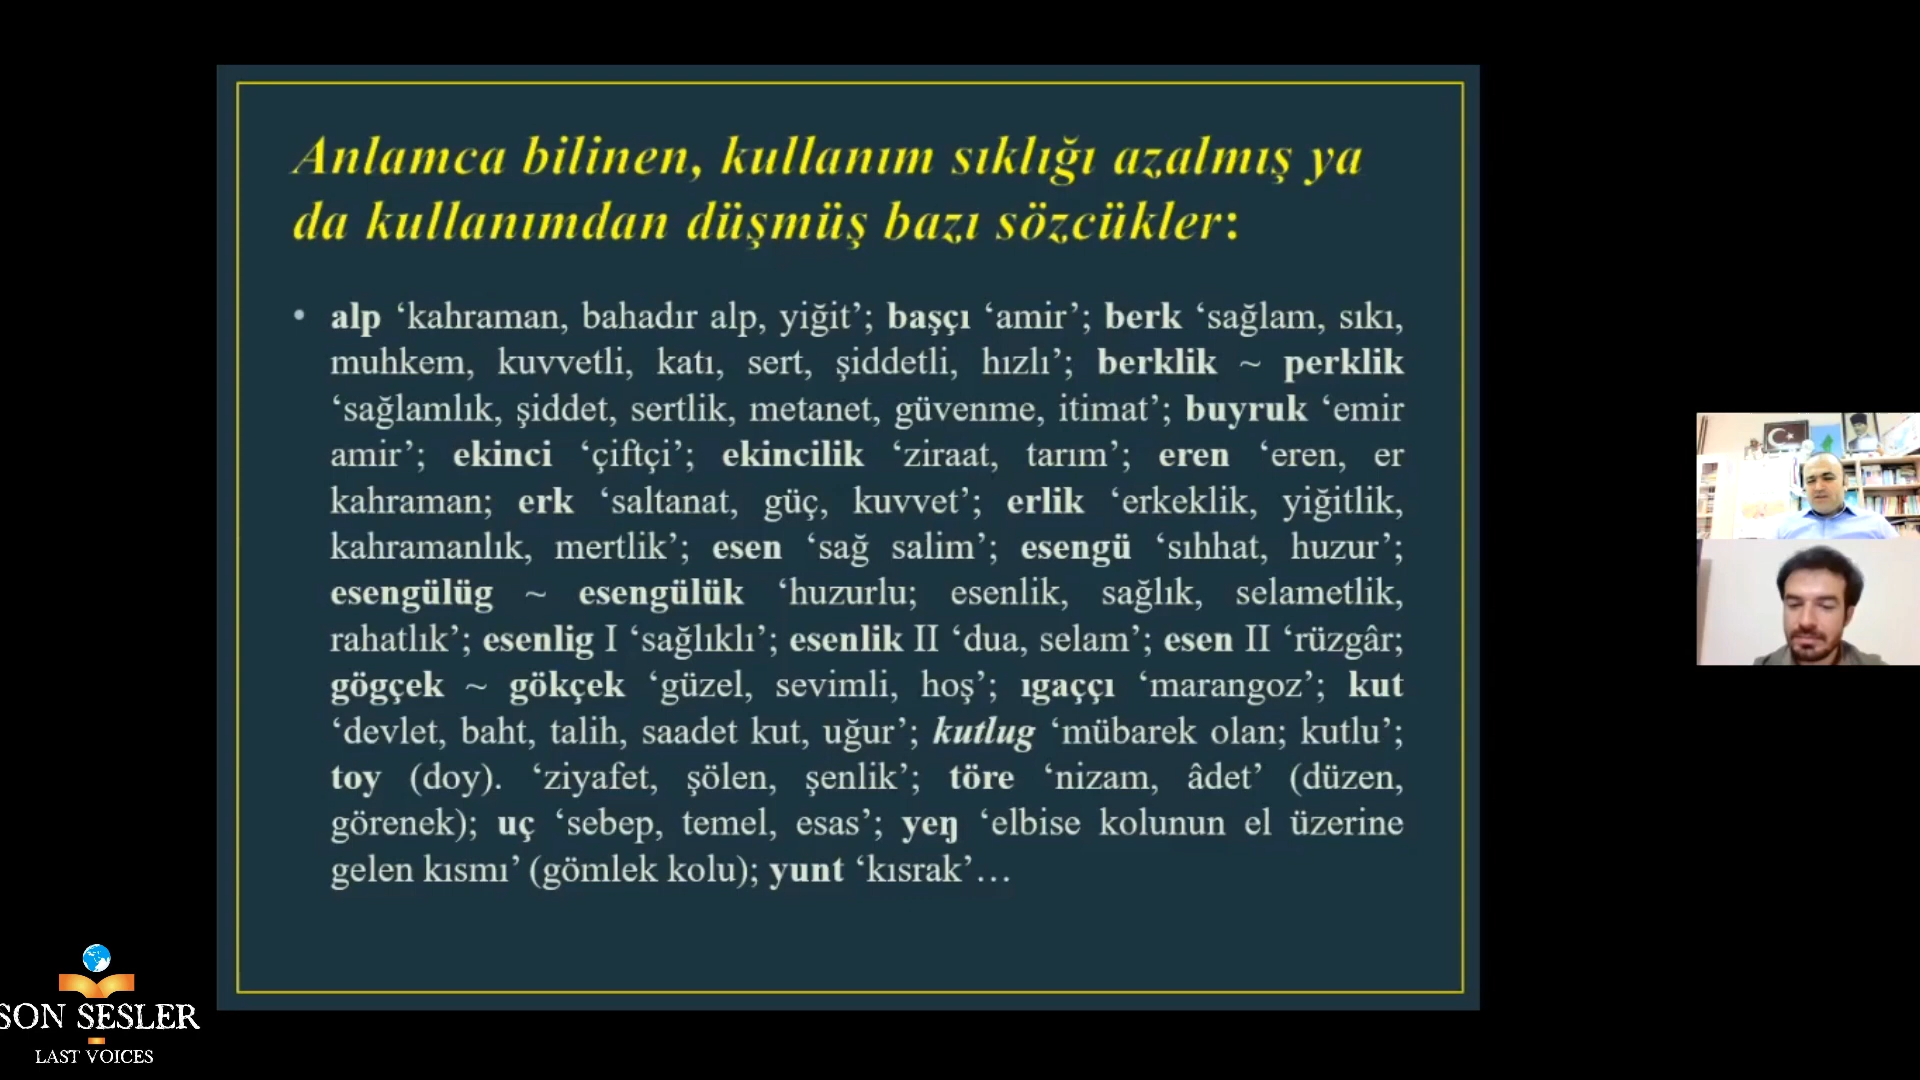 Anlamca bilinen, kullanım sıklığı azalmış ya
da kullanımdan düşmüş bazı sözcükler:
• alp ‘kahraman, bahadır alp, yiğit’; başçı ‘amir’; berk ‘sağlam, sıkı,
muhkem, kuvvetli, katı, sert, şiddetli, hızlı’; berklik ~ perklik
‘sağlamlık, şiddet, sertlik, metanet, güvenme, itimat’; buyruk ‘emir
amir’; ekinci ‘çiftçi’; ekincilik ‘ziraat, tarım’; eren ‘eren, er
kahraman; erk ‘saltanat, güç, kuvvet’; erlik ‘erkeklik, yiğitlik,
kahramanlık, mertlik’; esen ‘sağ salim’; esengü ‘sıhhat, huzur’;
esengülüg ~ esengülük ‘huzurlu; esenlik, sağlık, selametlik,
rahatlık’; esenlig I ‘sağlıklı’; esenlik II ‘dua, selam’; esen II ‘rüzgâr;
gögçek ~ gökçek ‘güzel, sevimli, hoş’; ıgaççı ‘marangoz’; kut
‘devlet, baht, talih, saadet kut, uğur’; kutlug ‘mübarek olan; kutlu’;
toy (doy). ‘ziyafet, şölen, şenlik’; töre ‘nizam, âdet’ (düzen,
görenek); uç ‘sebep, temel, esas’; yeŋ ‘elbise kolunun el üzerine
gelen kısmı’ (gömlek kolu); yunt ‘kısrak’…
SON SESLER
LAST VOICES